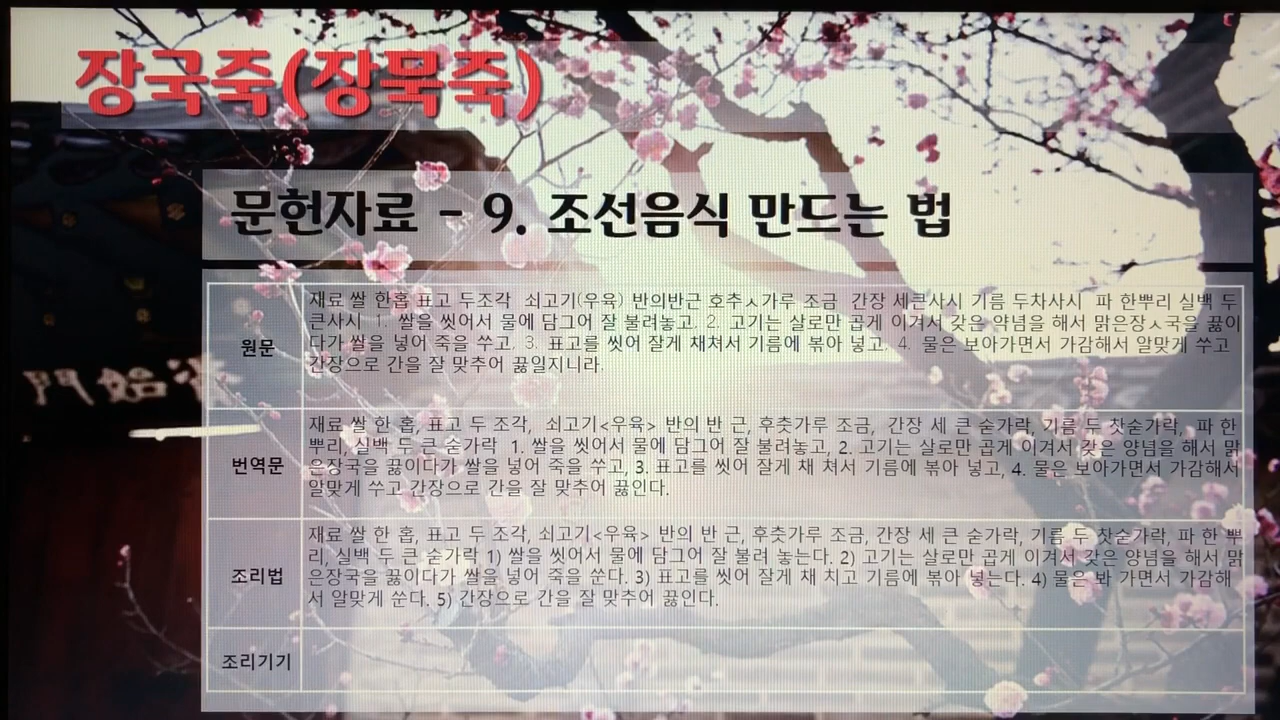 장국죽(장묵죽)
문헌자료 - 9. 조선음식 만드는 법
원문
재료 쌀 한홉 표고 두조각 쇠고기(우육) 반의반근 호추ㅅ가루 조금 간장 세큰사시 기름 두차사시 파 한뿌리 실백 두
큰사시 1. 쌀을 씻어서 물에 담그어 잘 불려놓고. 2. 고기는 살로만 곱게 이겨서 갖은 약념을 해서 맑은장ㅅ국을 끓이
다가 쌀을 넣어 죽을 쑤고. 3. 표고를 씻어 잘게 채쳐서 기름에 볶아 넣고. 4. 물은 보아가면서 가감해서 알맞게 쑤고
간장으로 간을 잘 맞추어 끓일지니라.
번역문
재료 쌀 한 홉, 표고 두 조각, 쇠고기<우육> 반의 반 근, 후춧가루 조금, 간장 세 큰 숟가락, 기름 두 찻숟가락, 파 한
뿌리, 실백 두 큰 숟가락 1. 쌀을 씻어서 물에 담그어 잘 불려놓고, 2. 고기는 살로만 곱게 이겨서 갖은 양념을 해서 맑
은장국을 끓이다가 쌀을 넣어 죽을 쑤고, 3. 표고를 씻어 잘게 채 쳐서 기름에 볶아 넣고, 4. 물은 보아가면서 가감해서
알맞게 쑤고 간장으로 간을 잘 맞추어 끓인다.
조리법
재료 쌀 한 홉, 표고 두 조각, 쇠고기<우육> 반의 반 근, 후춧가루 조금, 간장 세 큰 숟가락, 기름 두 찻숟가락, 파 한 뿌
리, 실백 두 큰 숟가락 1) 쌀을 씻어서 물에 담그어 잘 불려 놓는다. 2) 고기는 살로만 곱게 이겨서 갖은 양념을 해서 맑
은장국을 끓이다가 쌀을 넣어 죽을 쑨다. 3) 표고를 씻어 잘게 채 치고 기름에 볶아 넣는다. 4) 물은 봐 가면서 가감해
서 알맞게 쑨다. 5) 간장으로 간을 잘 맞추어 끓인다.
조리기기